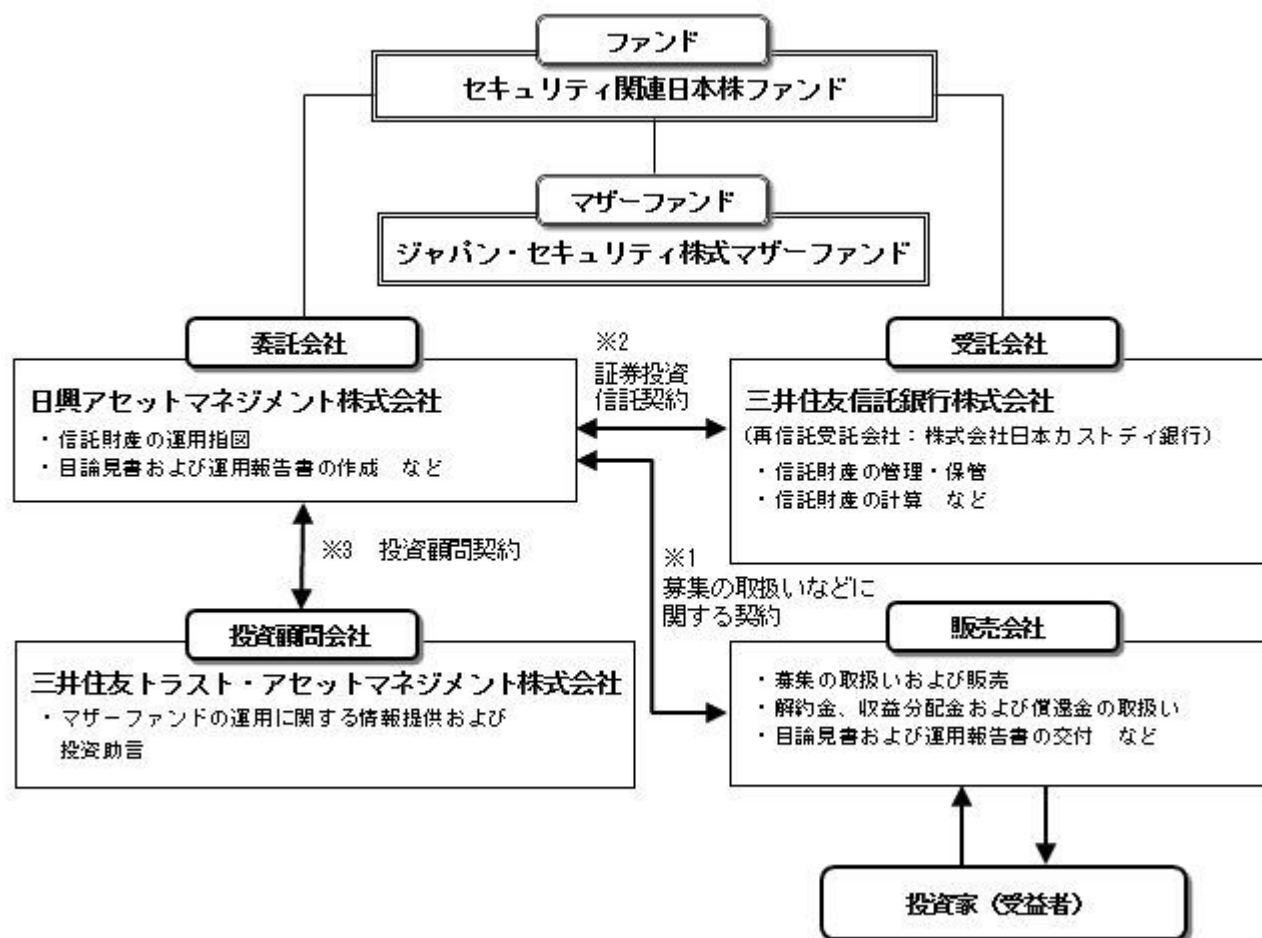 ファンド
セキュリティ関連日本株ファンド
マザーファンド
ジャパン・セキュリティ株式マザーファンド
委託会社
日興アセットマネジメント株式会社
・信託財産の運用指図
・目論見書および運用報告書の作成　など
※2
証券投資
信託契約
受託会社
三井住友信託銀行株式会社
(再信託受託会社：株式会社日本カストディ銀行)
・信託財産の管理・保管
・信託財産の計算　など
※3　投資顧問契約
※1
募集の取扱いなどに
関する契約
投資顧問会社
三井住友トラスト・アセットマネジメント株式会社
・マザーファンドの運用に関する情報提供および
投資助言
販売会社
・募集の取扱いおよび販売
・解約金、収益分配金および償還金の取扱い
・目論見書および運用報告書の交付　など
投資家（受益者）